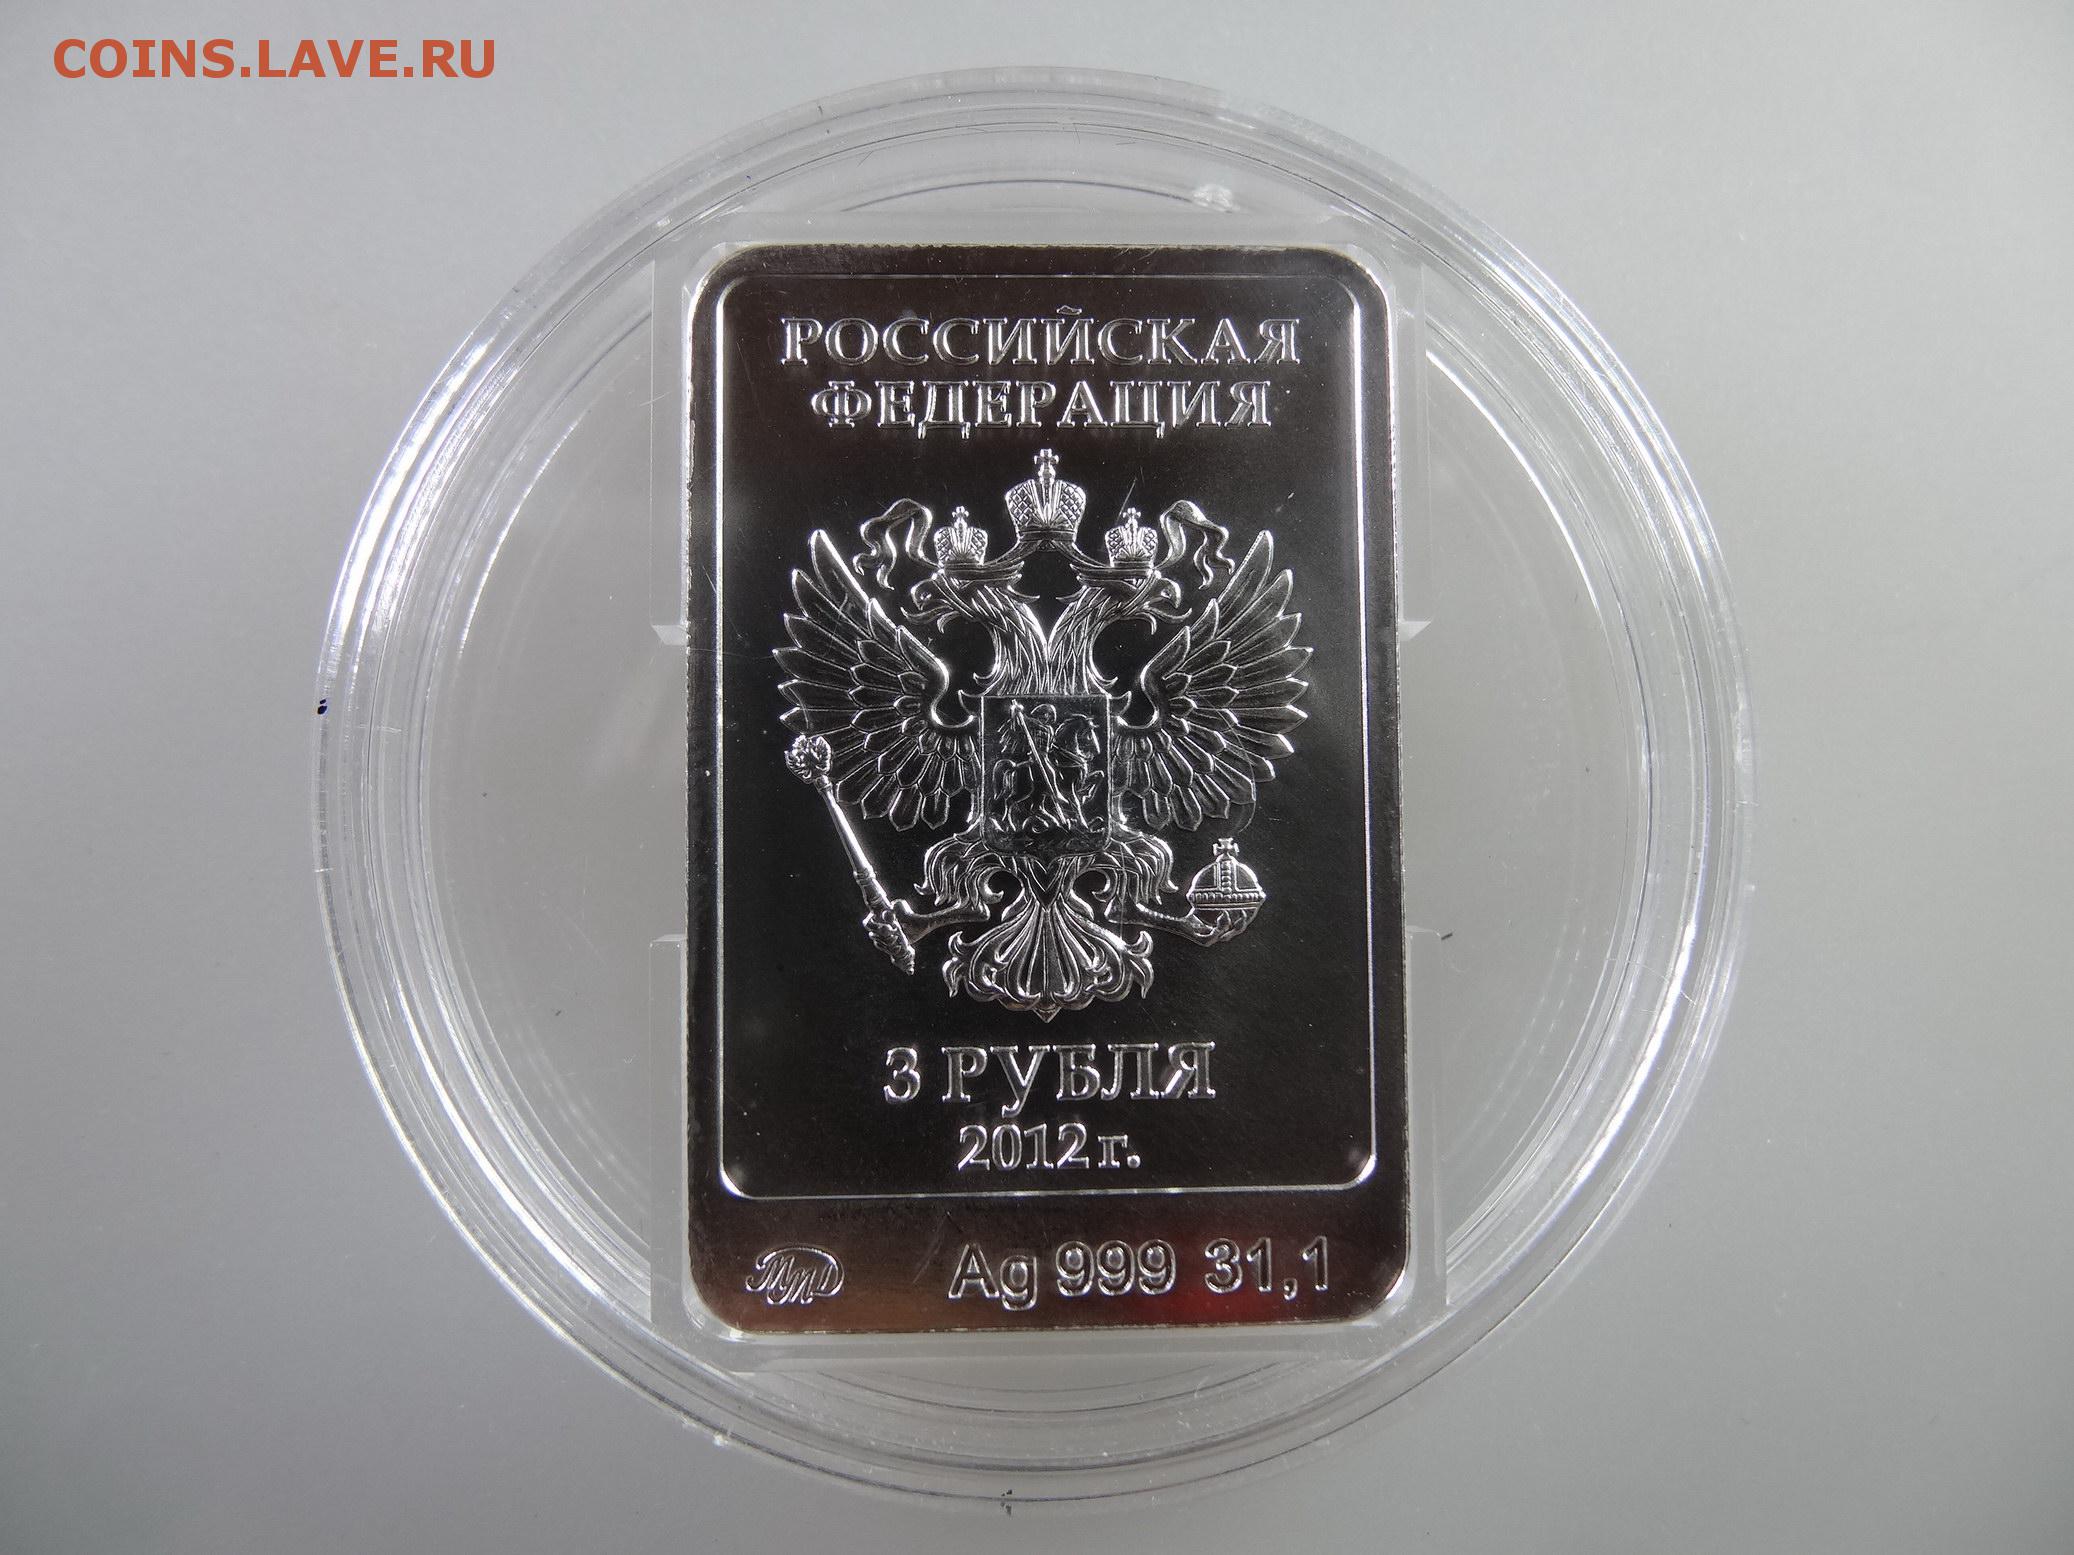 COINS.LAVE.RU
РОССИЙСКАЯ
ФЕДЕРАЦИЯ
3 РУБЛЯ
2012 г.
ММД Ag 999 31,1